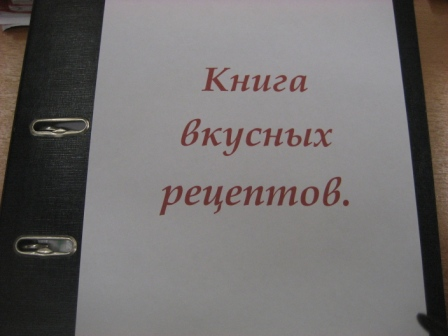 Книга
вкусных
рецептов.